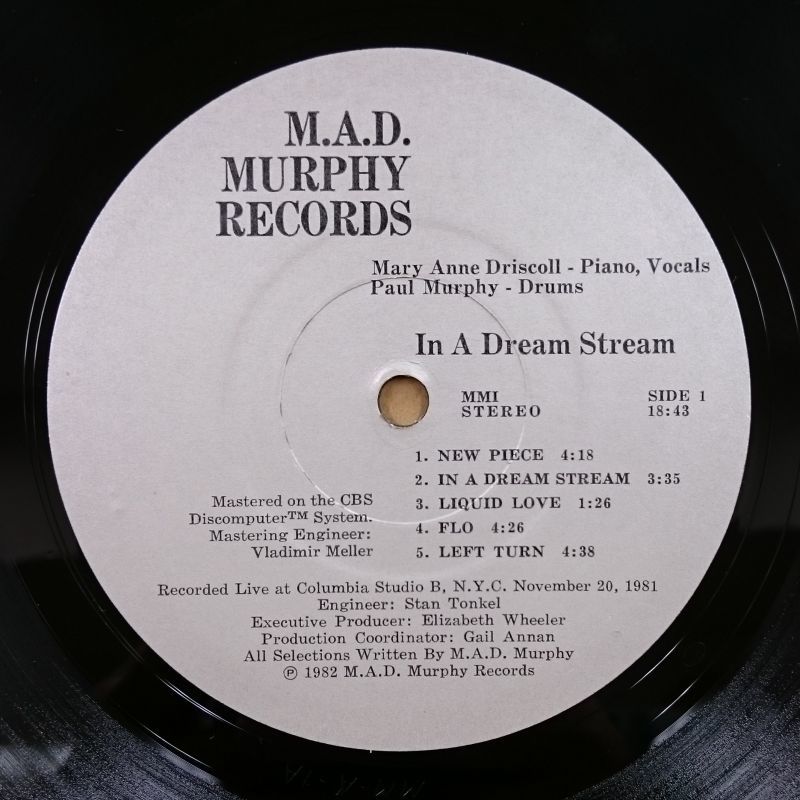 M.A.D.
MURPHY
RECORDS
Mary Anne Driscoll - Piano, Vocals
Paul Murphy - Drums
In A Dream Stream
MMI SIDE 1
STEREO 18:43
1. NEW PIECE 4:18
2. IN A DREAM STREAM 3:35
3. LIQUID LOVE 1:26
4. FLO 4:26
5. LEFT TURN 4:38
Mastered on the CBS
Discomputer™ System.
Mastering Engineer:
Vladimir Meller
Recorded Live at Columbia Studio B, N.Y.C. November 20, 1981
Engineer: Stan Tonkel
Executive Producer: Elizabeth Wheeler
Production Coordinator: Gail Annan
All Selections Written By M.A.D. Murphy
℗ 1982 M.A.D. Murphy Records